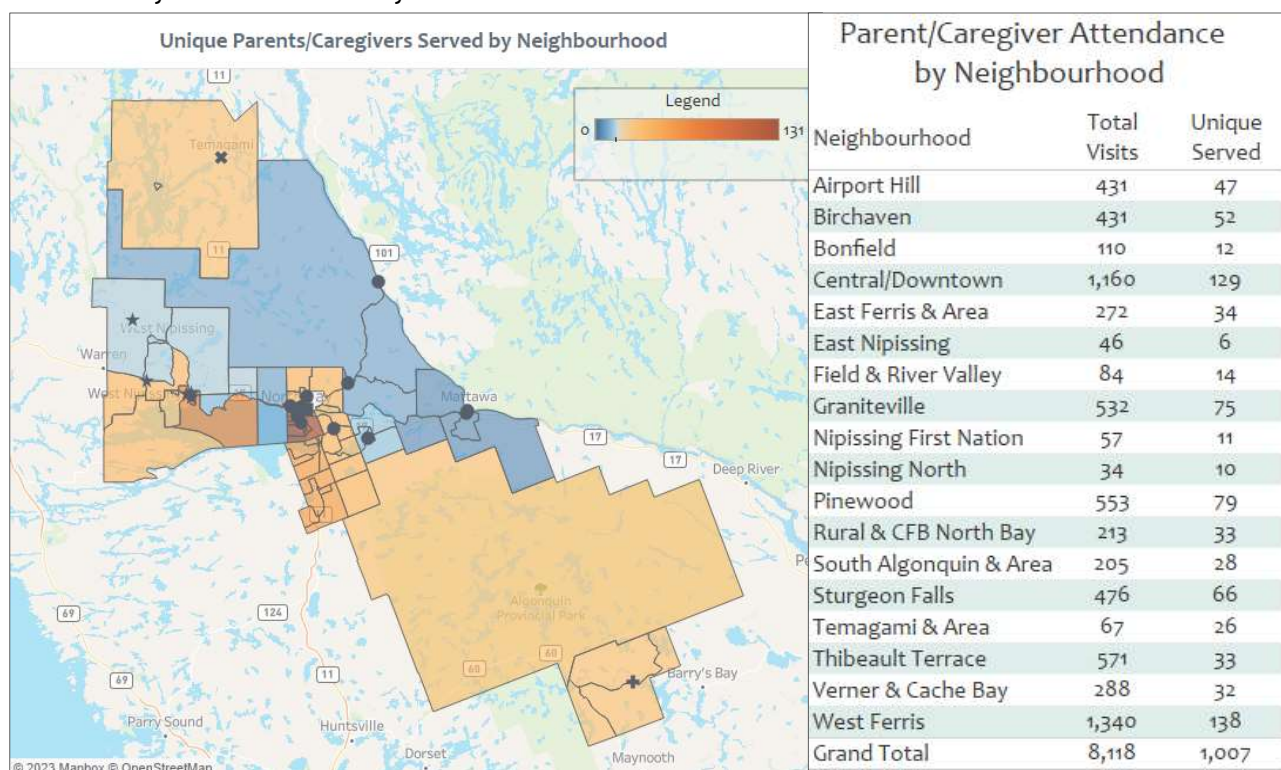 Unique Parents/Caregivers Served by Neighbourhood
11
Legend
0
131
Temagami
11
101
West Nipissing
Warren
West Nipissing
Mattawa
17
17
17
Deep River
69
124
Algonquin
Provincial Park
60
60
11
Barry's Bay
69
Parry Sound
Huntsville
Dorset
Maynooth
© 2023 Mapbox © OpenStreetMap
Parent/Caregiver Attendance
by Neighbourhood
Neighbourhood Total Visits Unique Served
Airport Hill 431 47
Birchaven 431 52
Bonfield 110 12
Central/Downtown 1,160 129
East Ferris & Area 272 34
East Nipissing 46 6
Field & River Valley 84 14
Graniteville 532 75
Nipissing First Nation 57 11
Nipissing North 34 10
Pinewood 553 79
Rural & CFB North Bay 213 33
South Algonquin & Area 205 28
Sturgeon Falls 476 66
Temagami & Area 67 26
Thibeault Terrace 571 33
Verner & Cache Bay 288 32
West Ferris 1,340 138
Grand Total 8,118 1,007